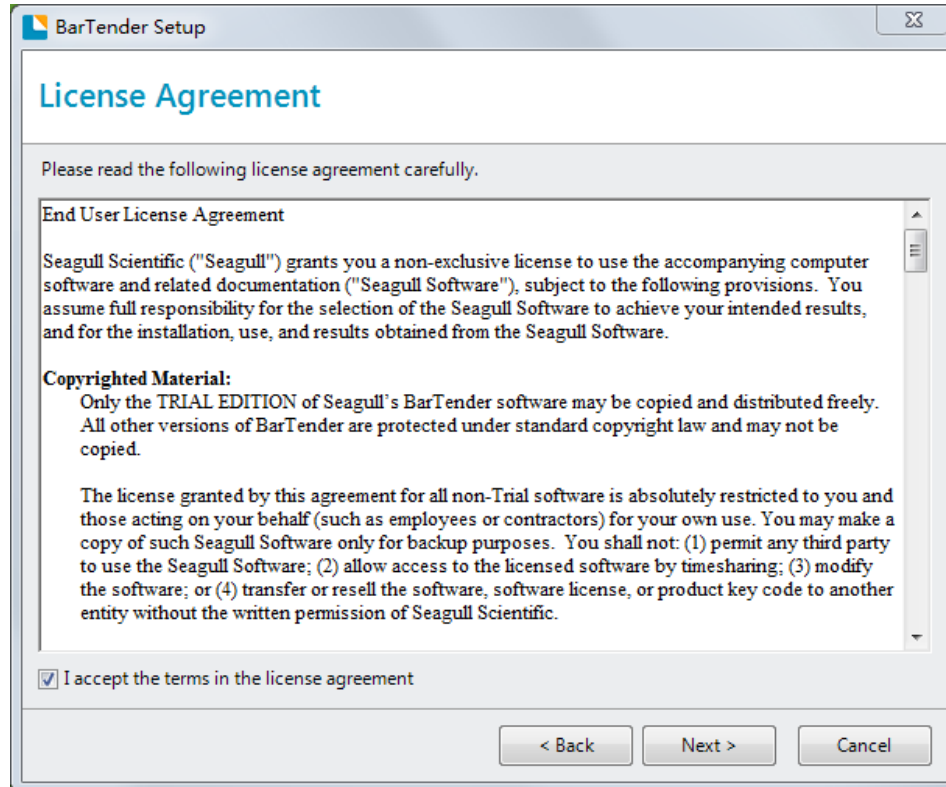 BarTender Setup
License Agreement
Please read the following license agreement carefully.
End User License Agreement
Seagull Scientific ("Seagull") grants you a non-exclusive license to use the accompanying computer
software and related documentation ("Seagull Software"), subject to the following provisions.  You
assume full responsibility for the selection of the Seagull Software to achieve your intended results,
and for the installation, use, and results obtained from the Seagull Software.
Copyrighted Material:
Only the TRIAL EDITION of Seagull’s BarTender software may be copied and distributed freely.
All other versions of BarTender are protected under standard copyright law and may not be
copied.
The license granted by this agreement for all non-Trial software is absolutely restricted to you and
those acting on your behalf (such as employees or contractors) for your own use. You may make a
copy of such Seagull Software only for backup purposes.  You shall not: (1) permit any third party
to use the Seagull Software; (2) allow access to the licensed software by timesharing; (3) modify
the software; or (4) transfer or resell the software, software license, or product key code to another
entity without the written permission of Seagull Scientific.
I accept the terms in the license agreement
< Back
Next >
Cancel